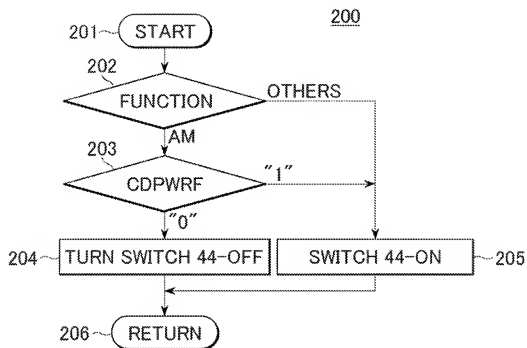 200
201 START
202
FUNCTION OTHERS
AM
203
CDPWRF "1"
"0"
204 TURN SWITCH 44-OFF SWITCH 44-ON 205
206 RETURN